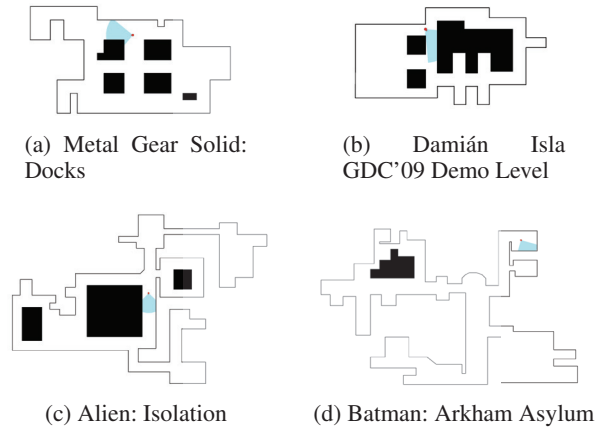 (a) Metal Gear Solid:
Docks
(b) Damián Isla
GDC’09 Demo Level
(c) Alien: Isolation
(d) Batman: Arkham Asylum